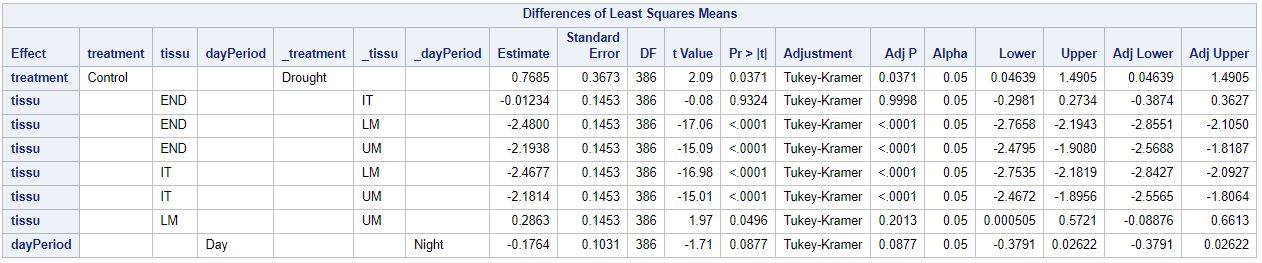 Differences of Least Squares Means
Effect treatment tissu dayPeriod _treatment _tissu _dayPeriod Estimate Standard Error DF t Value Pr > |t| Adjustment Adj P Alpha Lower Upper Adj Lower Adj Upper
treatment Control Drought 0.7685 0.3673 386 2.09 0.0371 Tukey-Kramer 0.0371 0.05 0.04639 1.4905 0.04639 1.4905
tissu END IT -0.01234 0.1453 386 -0.08 0.9324 Tukey-Kramer 0.9998 0.05 -0.2981 0.2734 -0.3874 0.3627
tissu END LM -2.4800 0.1453 386 -17.06 <.0001 Tukey-Kramer <.0001 0.05 -2.7658 -2.1943 -2.8551 -2.1050
tissu END UM -2.1938 0.1453 386 -15.09 <.0001 Tukey-Kramer <.0001 0.05 -2.4795 -1.9080 -2.5688 -1.8187
tissu IT LM -2.4677 0.1453 386 -16.98 <.0001 Tukey-Kramer <.0001 0.05 -2.7535 -2.1819 -2.8427 -2.0927
tissu IT UM -2.1814 0.1453 386 -15.01 <.0001 Tukey-Kramer <.0001 0.05 -2.4672 -1.8956 -2.5565 -1.8064
tissu LM UM 0.2863 0.1453 386 1.97 0.0496 Tukey-Kramer 0.2013 0.05 0.000505 0.5721 -0.08876 0.6613
dayPeriod Day Night -0.1764 0.1031 386 -1.71 0.0877 Tukey-Kramer 0.0877 0.05 -0.3791 0.02622 -0.3791 0.02622